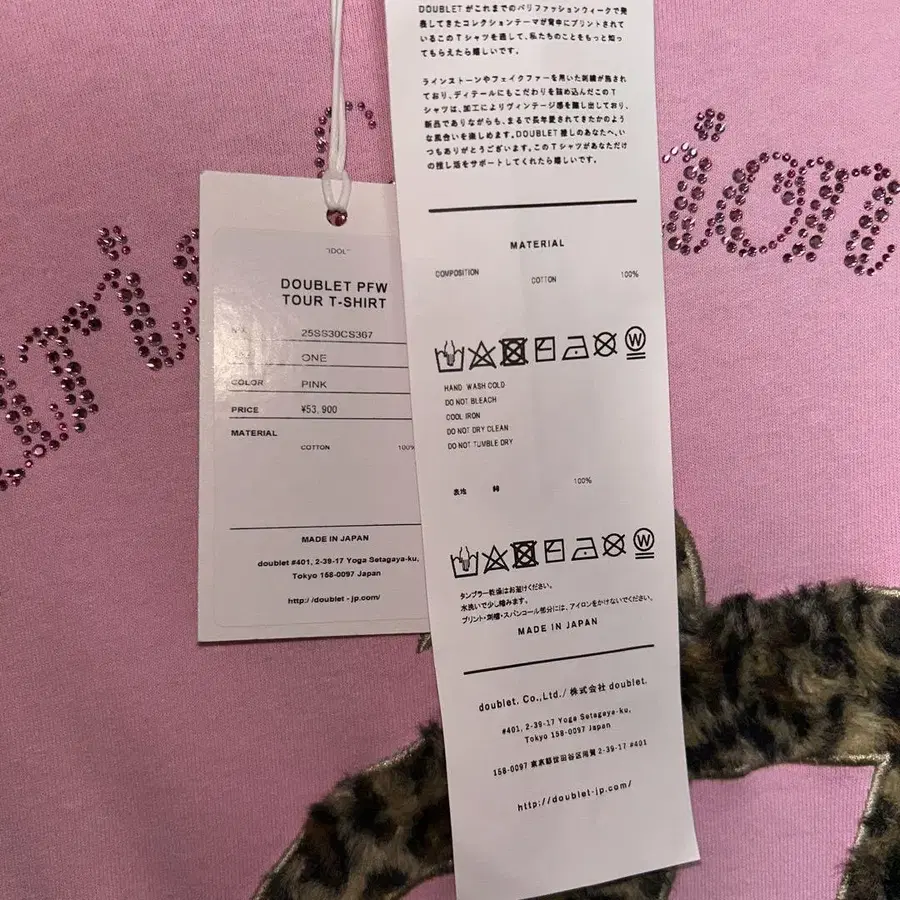 "IDOL"
DOUBLET PFW
TOUR T-SHIRT
25SS30CS367
ONE
COLOR PINK
PRICE ¥53,900
MATERIAL
COTTON 100%
MADE IN JAPAN
doublet #401, 2-39-17 Yoga Setagaya-ku,
Tokyo 158-0097 Japan
http://doublet-jp.com/
DOUBLETがこれまでのパリファッションウィークで発
表してきたコレクションテーマが背中にプリントされて
いるこのTシャツを通して、私たちのことをもっと知っ
てもらえたら嬉しいです。
ラインストーンやフェイクファーを用いた刺繍が施され
ており、ディテールにもこだわりを詰め込んだこのT
シャツは、加工によりヴィンテージ感を醸し出しており、
新品でありながらも、まるで長年愛されてきたかのよう
な風合いを楽しめます。DOUBLET推しのあなたへ、い
つもありがとうございます。このTシャツがあなただけ
の推し活をサポートしてくれたら嬉しいです。
MATERIAL
COMPOSITION COTTON 100%
W
HAND WASH COLD
DO NOT BLEACH
COOL IRON
DO NOT DRY CLEAN
DO NOT TUMBLE DRY
表地 綿 100%
W
タンブラー乾燥はお避けください。
水洗いで少し縮みます。
プリント・刺繍・スパンコール部分には、アイロンをかけないでください。
MADE IN JAPAN
doublet. Co.,Ltd./ 株式会社 doublet.
#401, 2-39-17 Yoga Setagaya-ku,
Tokyo 158-0097 Japan
158-0097 東京都世田谷区用賀 2-39-17 #401
http://doublet-jp.com/